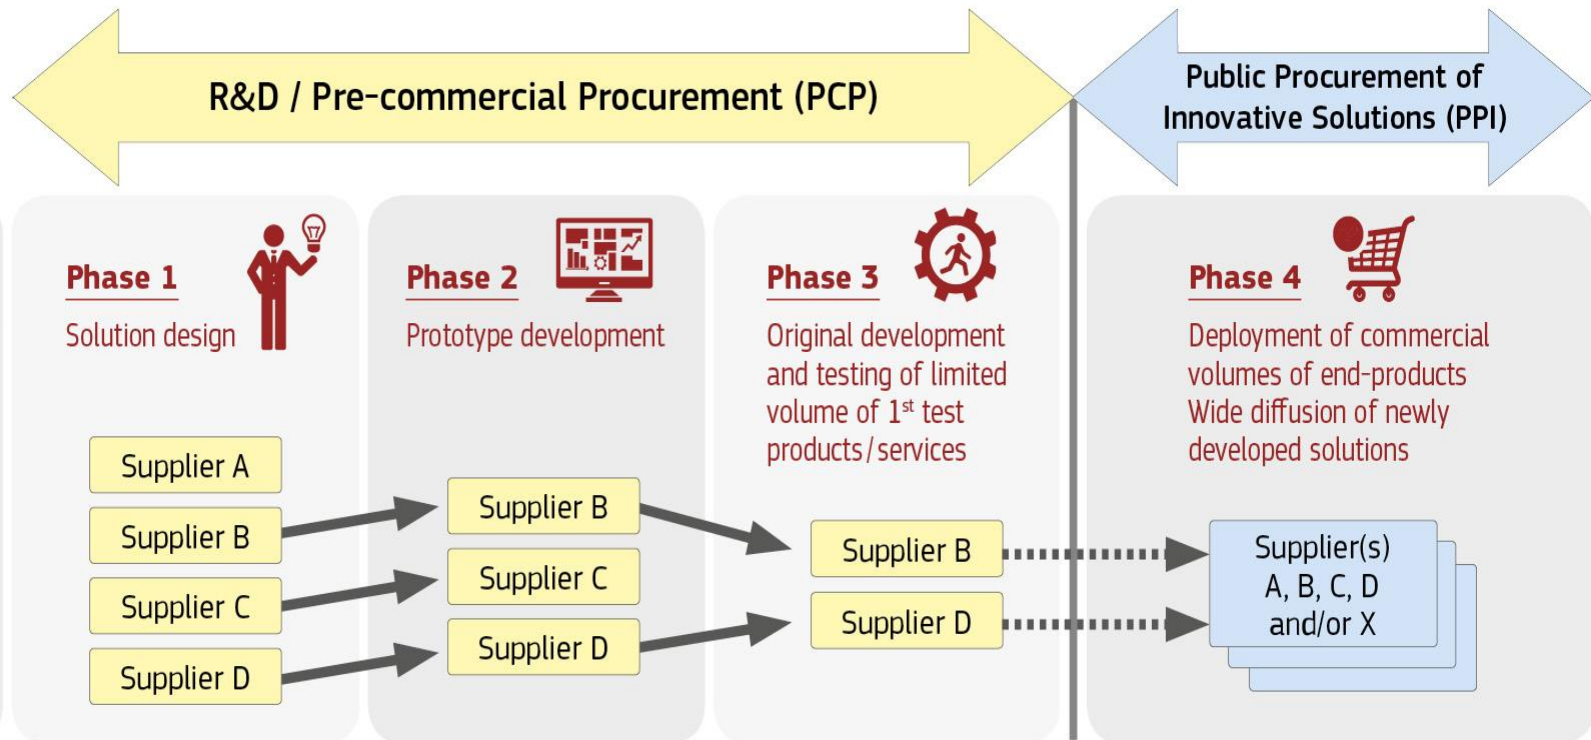 R&D / Pre-commercial Procurement (PCP)
Public Procurement of
Innovative Solutions (PPI)
Phase 1
Solution design
Supplier A
Supplier B
Supplier C
Supplier D
Phase 2
Prototype development
Supplier B
Supplier C
Supplier D
Phase 3
Original development
and testing of limited
volume of 1st test
products/services
Supplier B
Supplier D
Phase 4
Deployment of commercial
volumes of end-products
Wide diffusion of newly
developed solutions
Supplier(s)
A, B, C, D
and/or X